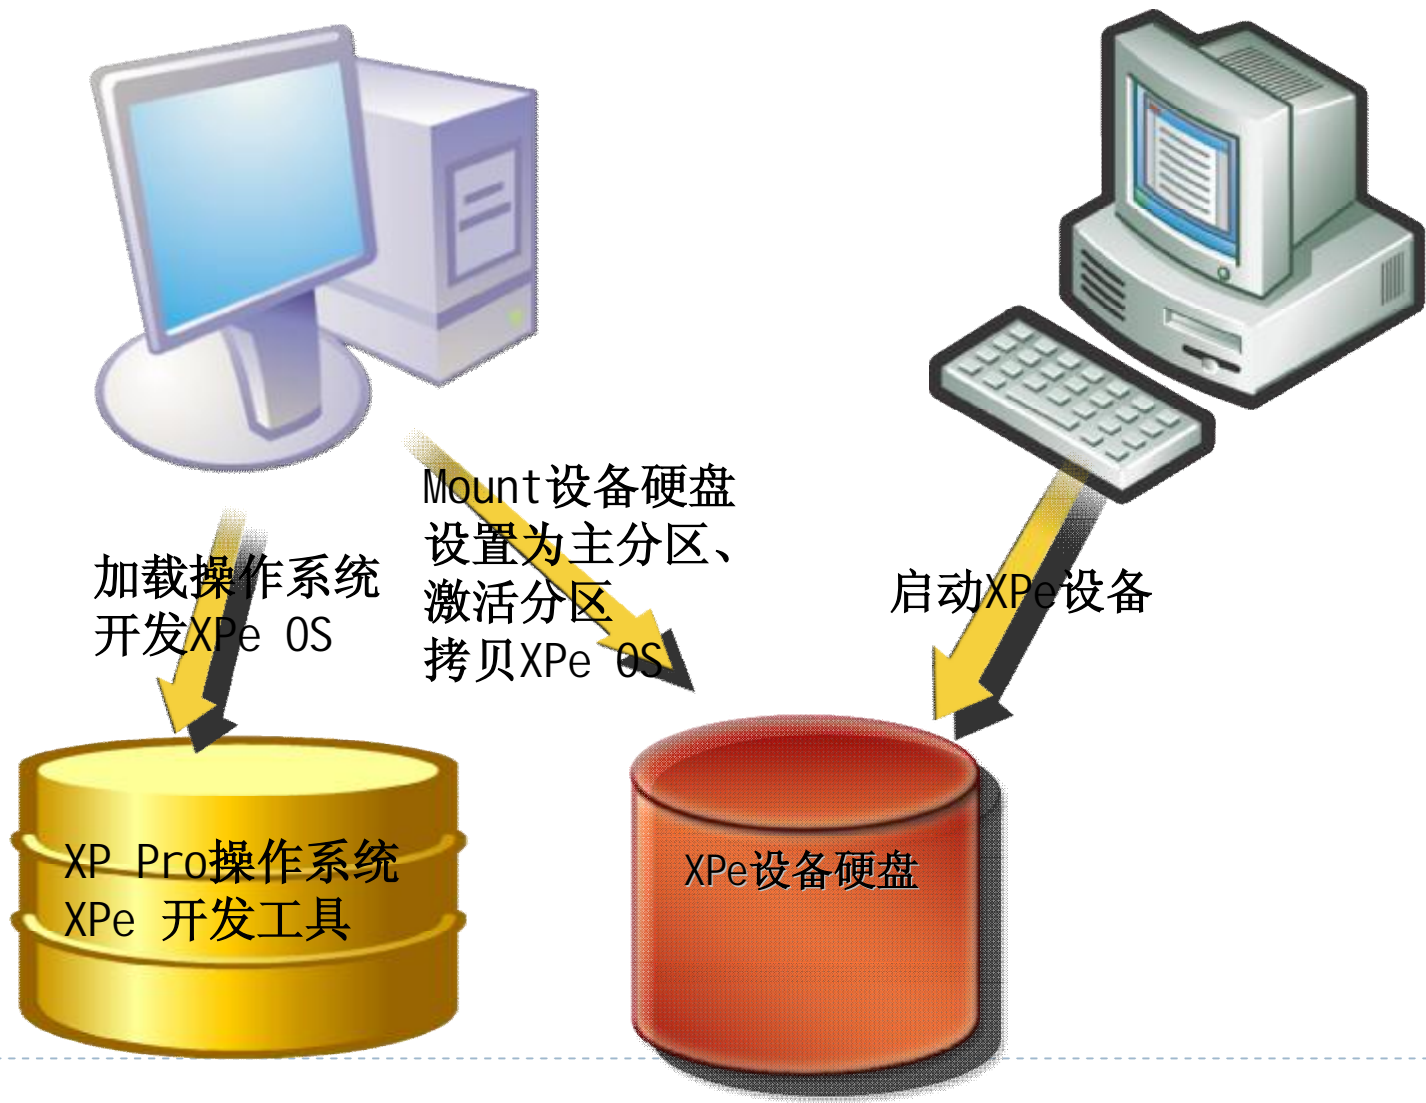 Mount设备硬盘
设置为主分区、
激活分区
拷贝XPe OS
加载操作系统
开发XPe OS
启动XPe设备
XP Pro操作系统
XPe 开发工具
XPe设备硬盘